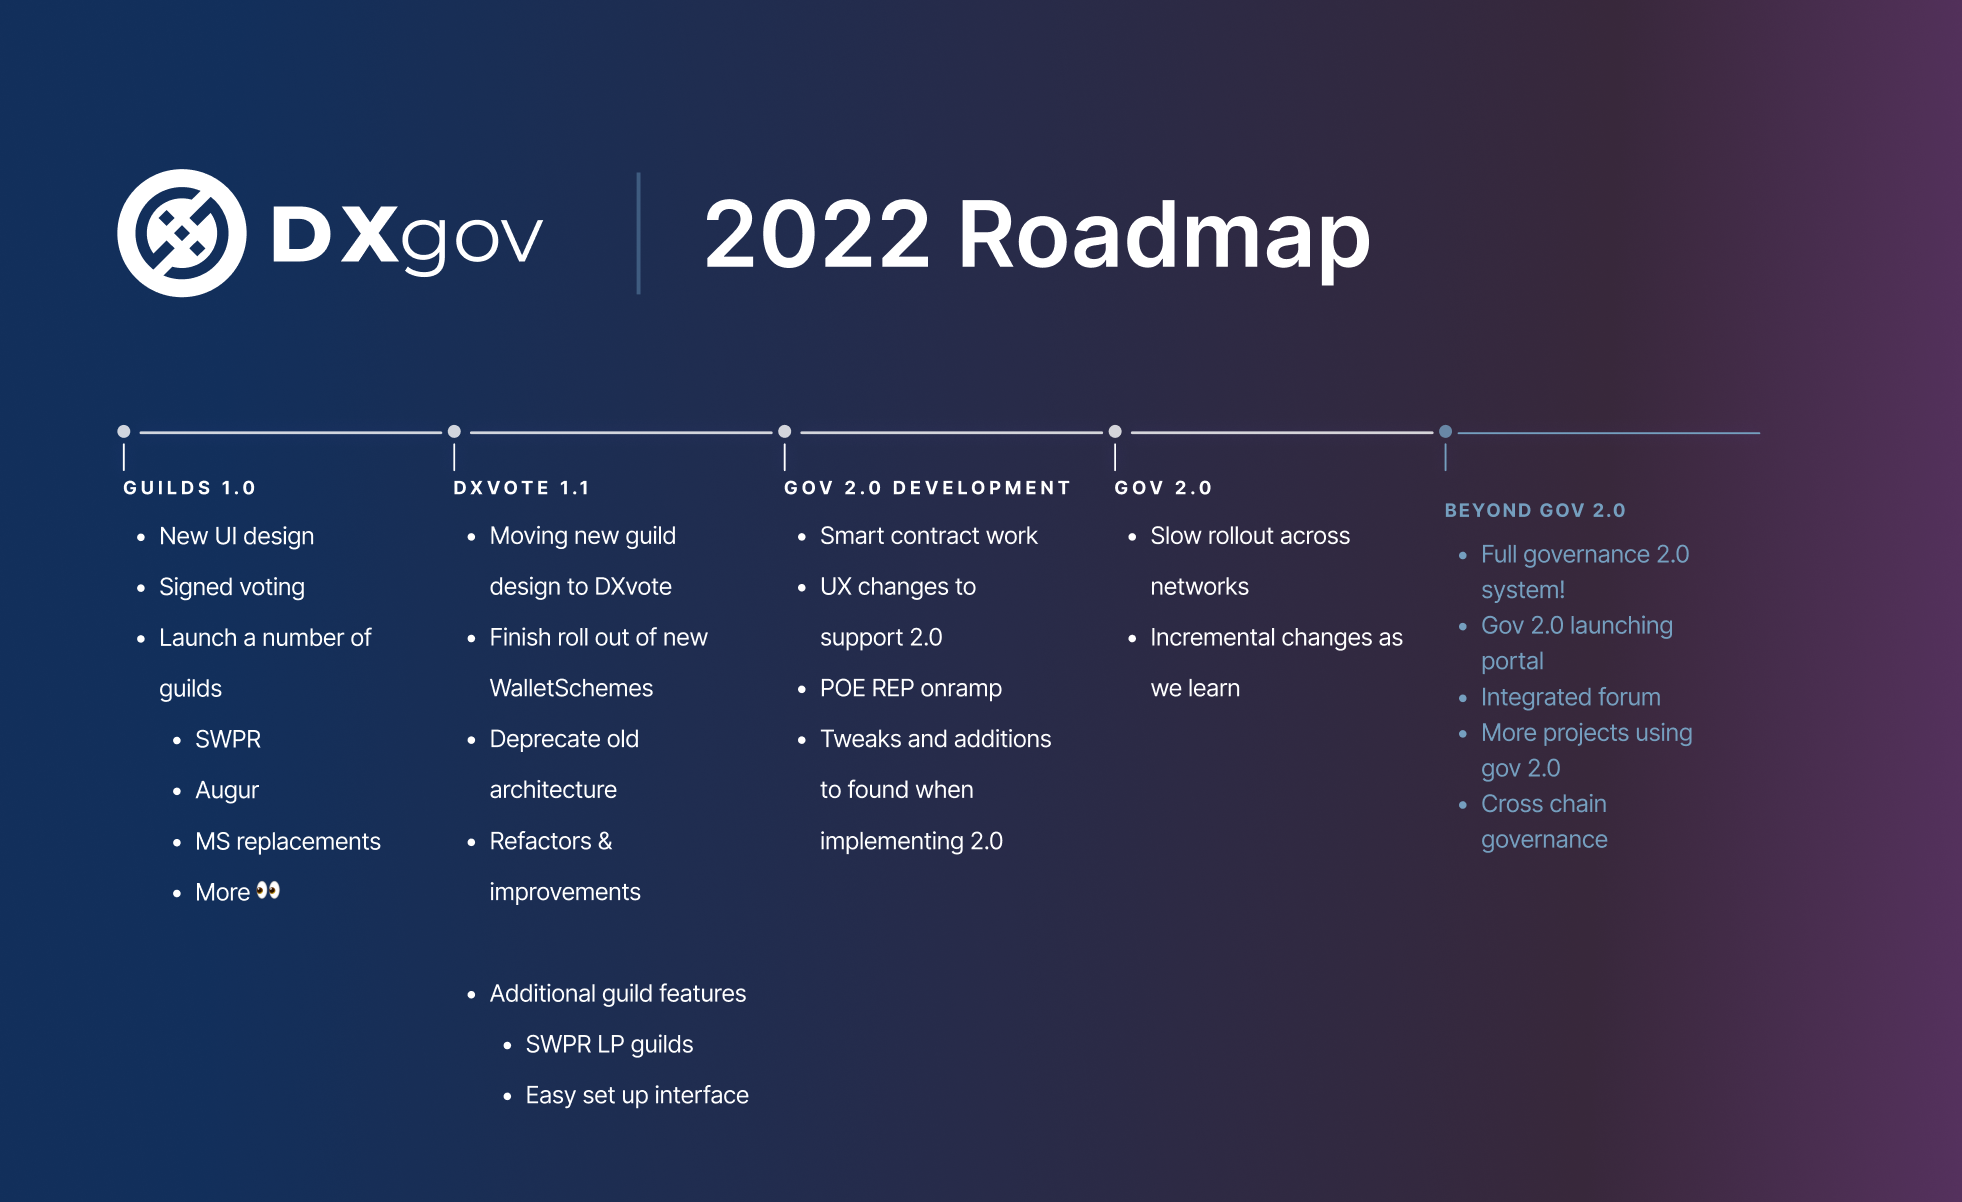 DXgov
2022 Roadmap
GUILDS 1.0
• New UI design
• Signed voting
• Launch a number of
guilds
• SWPR
• Augur
• MS replacements
• More 👀
DXVOTE 1.1
• Moving new guild
design to DXvote
• Finish roll out of new
WalletSchemes
• Deprecate old
architecture
• Refactors &
improvements
• Additional guild features
• SWPR LP guilds
• Easy set up interface
GOV 2.0 DEVELOPMENT
• Smart contract work
• UX changes to
support 2.0
• POE REP onramp
• Tweaks and additions
to found when
implementing 2.0
GOV 2.0
• Slow rollout across
networks
• Incremental changes as
we learn
BEYOND GOV 2.0
• Full governance 2.0
system!
• Gov 2.0 launching
portal
• Integrated forum
• More projects using
gov 2.0
• Cross chain
governance